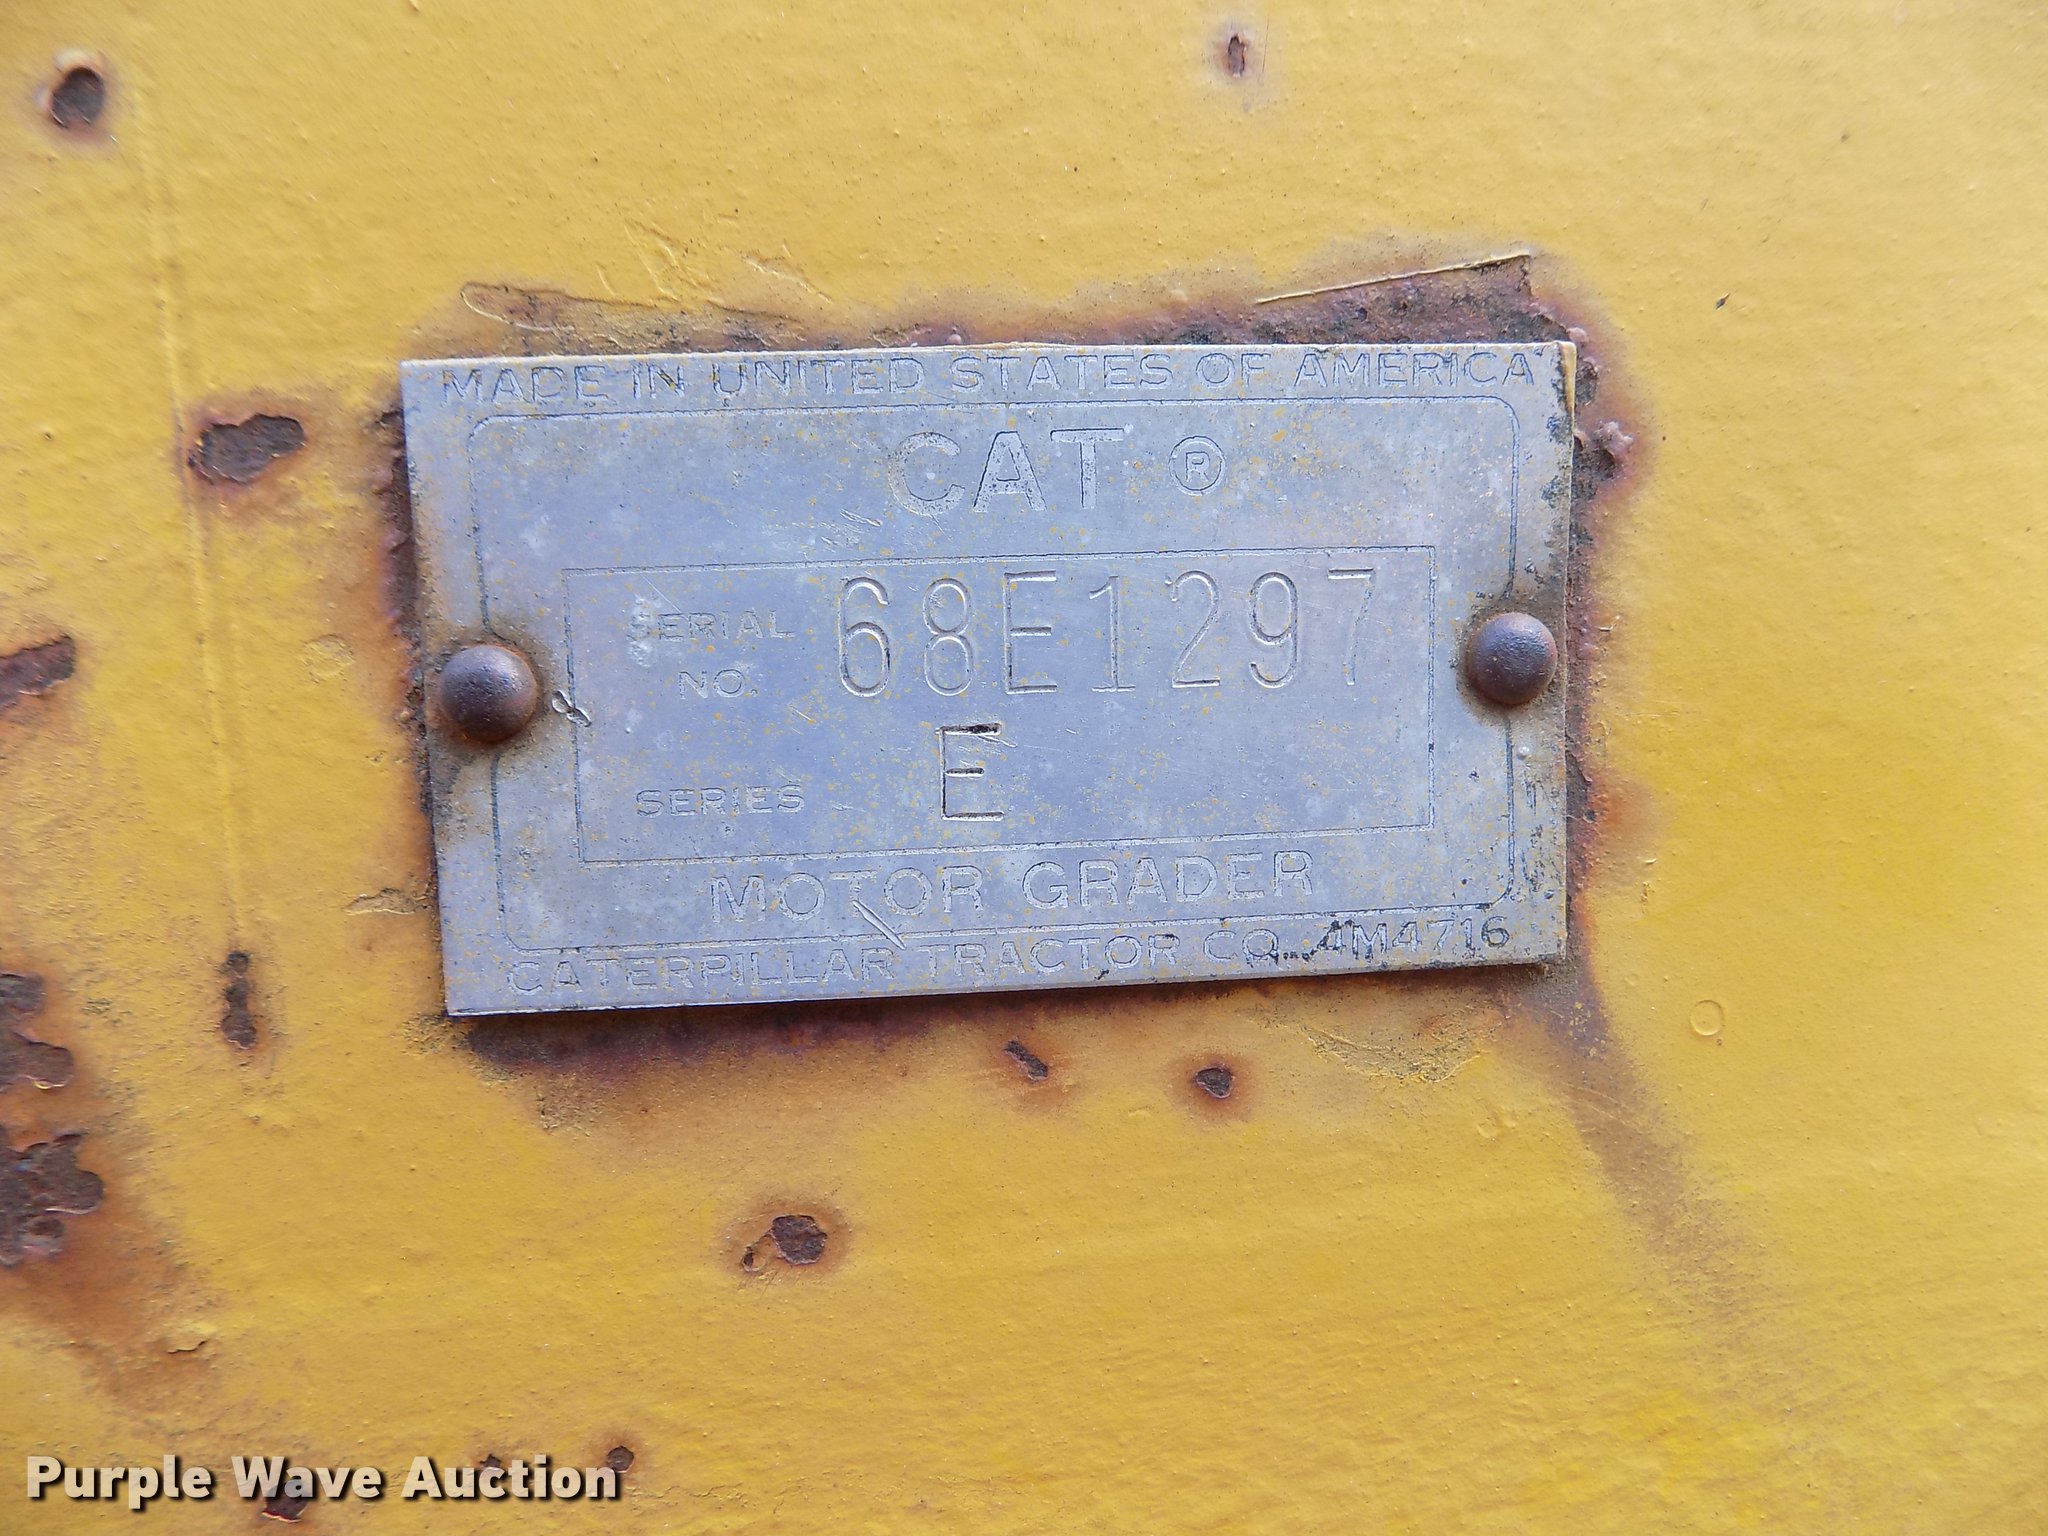 MADE IN UNITED STATES OF AMERICA
CAT ®
SERIAL NO. 68E1297
SERIES E
MOTOR GRADER
CATERPILLAR TRACTOR CO. 4M4716
Purple Wave Auction